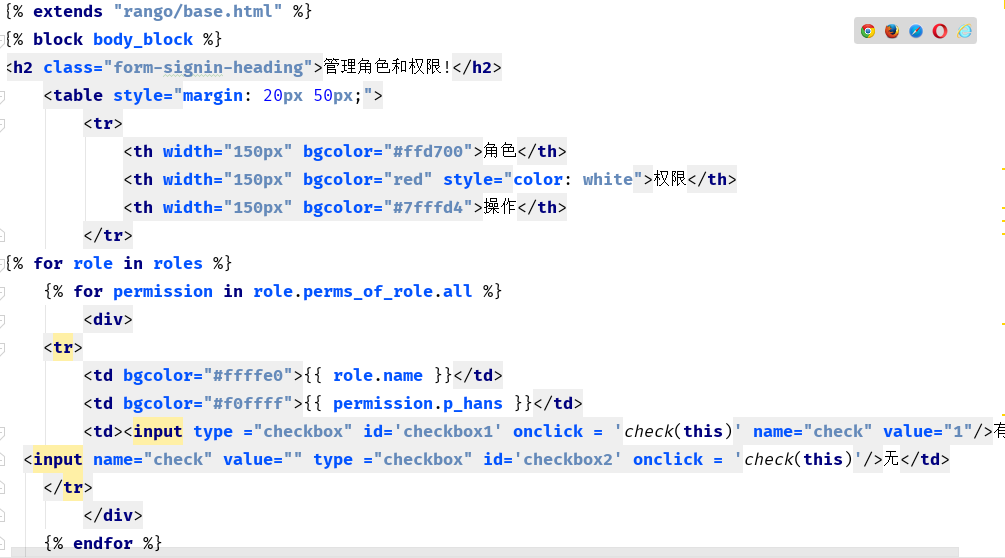 {% extends "rango/base.html" %}
{% block body_block %}
<h2 class="form-signin-heading">管理角色和权限!</h2>
<table style="margin: 20px 50px;">
<tr>
<th width="150px" bgcolor="#ffd700">角色</th>
<th width="150px" bgcolor="red" style="color: white">权限</th>
<th width="150px" bgcolor="#7fffd4">操作</th>
</tr>
{% for role in roles %}
{% for permission in role.perms_of_role.all %}
<div>
<tr>
<td bgcolor="#ffffe0">{{ role.name }}</td>
<td bgcolor="#f0ffff">{{ permission.p_hans }}</td>
<td><input type ="checkbox" id='checkbox1' onclick = 'check(this)' name="check" value="1"/>有
<input name="check" value="" type ="checkbox" id='checkbox2' onclick = 'check(this)'/>无</td>
</tr>
</div>
{% endfor %}